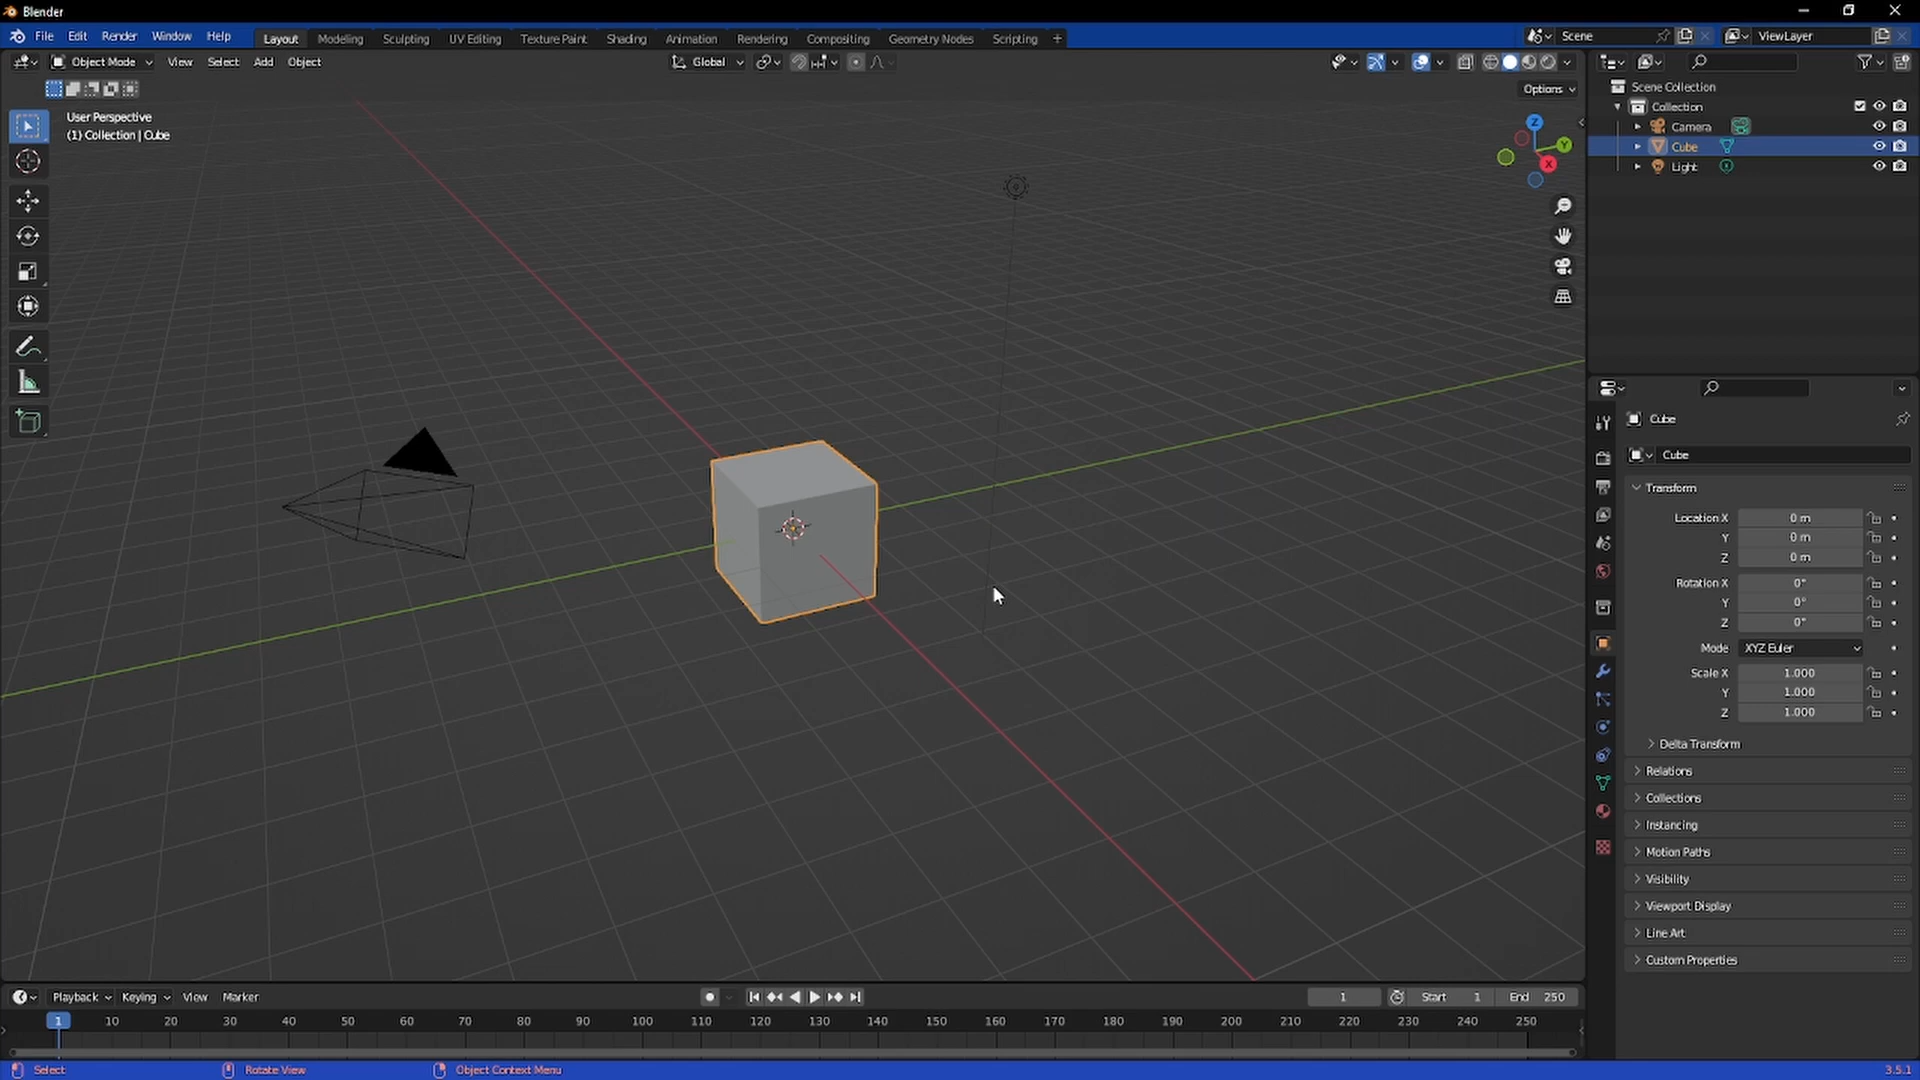 Blender
File Edit Render Window Help Layout Modeling Sculpting UV Editing Texture Paint Shading Animation Rendering Compositing Geometry Nodes Scripting + Scene ViewLayer
Object Mode View Select Add Object Global
Options
User Perspective
(1) Collection | Cube
Z
Y
X
Scene Collection
Collection
Camera
Cube
Light
Cube
Cube
Transform
Location X 0 m
Y 0 m
Z 0 m
Rotation X 0°
Y 0°
Z 0°
Mode XYZ Euler
Scale X 1.000
Y 1.000
Z 1.000
Delta Transform
Relations
Collections
Instancing
Motion Paths
Visibility
Viewport Display
Line Art
Custom Properties
Playback Keying View Marker 1 Start 1 End 250
1 10 20 30 40 50 60 70 80 90 100 110 120 130 140 150 160 170 180 190 200 210 220 230 240 250
Select Rotate View Object Context Menu 3.5.1